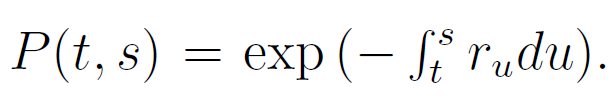 P(t, s) = exp (− ∫_t^s r_u du).